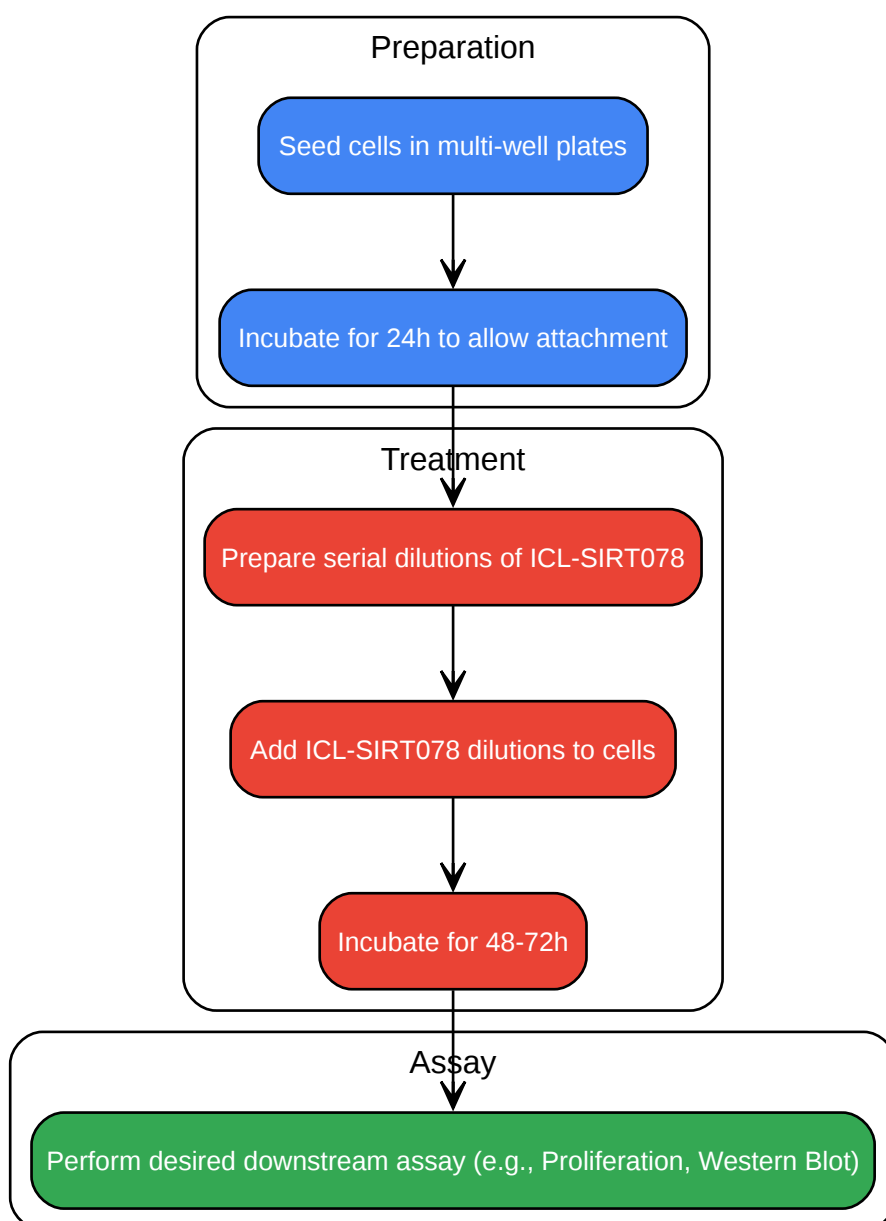 Preparation
Seed cells in multi-well plates
Incubate for 24h to allow attachment
Treatment
Prepare serial dilutions of ICL-SIRT078
Add ICL-SIRT078 dilutions to cells
Incubate for 48-72h
Assay
Perform desired downstream assay (e.g., Proliferation, Western Blot)